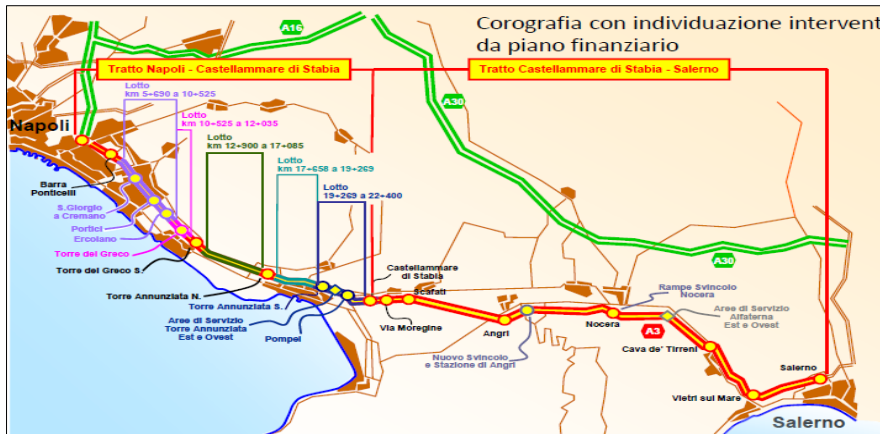 Corografia con individuazione intervent
da piano finanziario
A16
Tratto Napoli - Castellammare di Stabia
Tratto Castellammare di Stabia - Salerno
Lotto
km 5+690 a 10+525
Lotto
km 10+525 a 12+035
Lotto
km 12+900 a 17+085
Lotto
km 17+658 a 19+269
Lotto
19+269 a 22+400
A30
Napoli
Barra
Ponticelli
S.Giorgio
a Cremano
Portici
Ercolano
Torre del Greco
Torre del Greco S.
Torre Annunziata N.
Torre Annunziata S.
Aree di Servizio
Torre Annunziata
Est e Ovest
Pompei
Castellammare
di Stabia
Scafati
Via Moregine
Angri
Nuovo Svincolo
e Stazione di Angri
Nocera
Rampe Svincolo
Nocera
A30
Aree di Servizio
Alfaterna
Est e Ovest
A3
Cava de' Tirreni
Vietri sul Mare
Salerno
Salerno